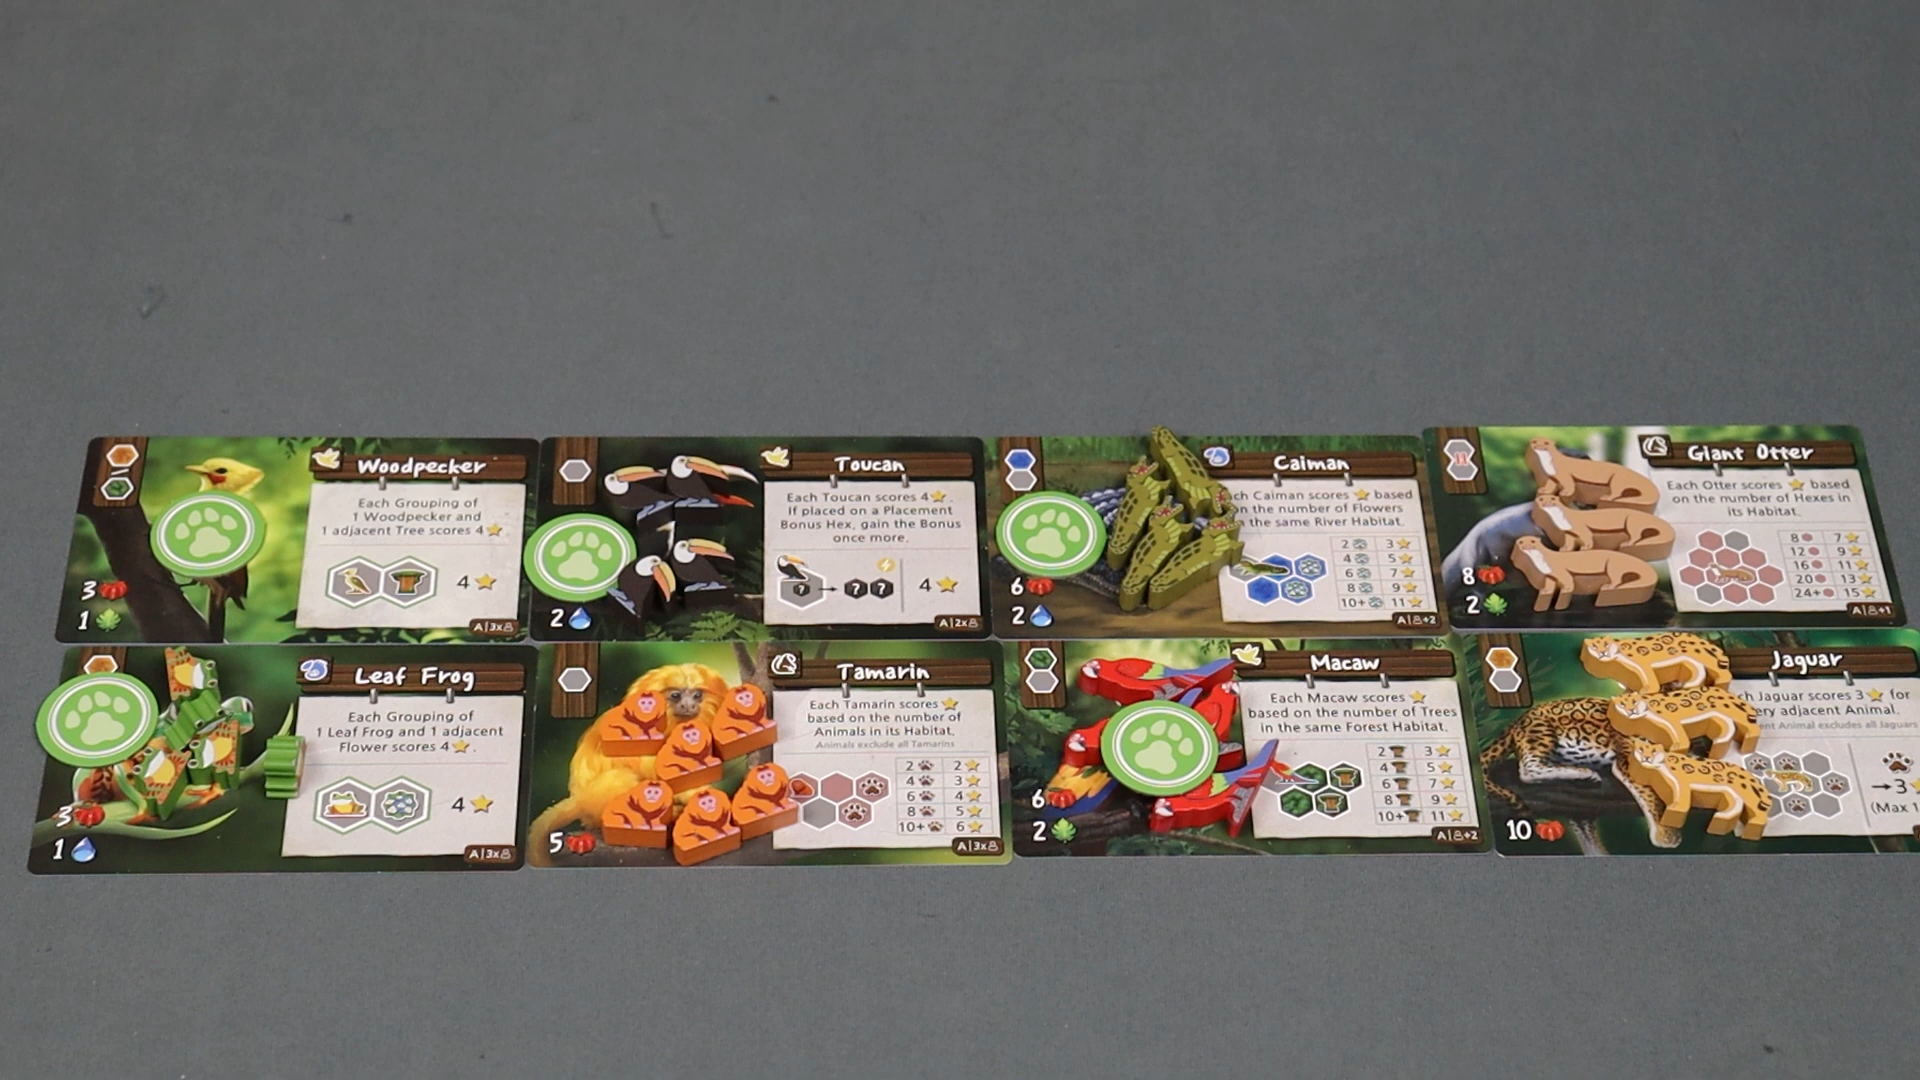 Woodpecker
Each Grouping of
1 Woodpecker and
1 adjacent Tree scores 4
4
3
1
A|3x
Toucan
Each Toucan scores 4 .
If placed on a Placement
Bonus Hex, gain the Bonus
once more.
? → ? ?
4
2
A|2x
Caiman
Caiman scores based
the number of Flowers
the same River Habitat.
2 3
4 5
6 7
8 9
10+ 11
6
2
A| +2
Giant Otter
Each Otter scores based
on the number of Hexes in
its Habitat.
8 7
12 9
16 11
20 13
24+ 15
8
2
A| +1
Leaf Frog
Each Grouping of
1 Leaf Frog and 1 adjacent
Flower scores 4 .
4
3
1
A|3x
Tamarin
Each Tamarin scores
based on the number of
Animals in its Habitat.
Animals exclude all Tamarins
2 2
4 3
6 4
8 5
10+ 6
5
A|3x
Macaw
Each Macaw scores
based on the number of Trees
in the same Forest Habitat.
2 3
4 5
6 7
8 9
10+ 11
6
2
A| +2
Jaguar
Jaguar scores 3 for
adjacent Animal.
Animal excludes all Jaguars
→3
(Max 1
10